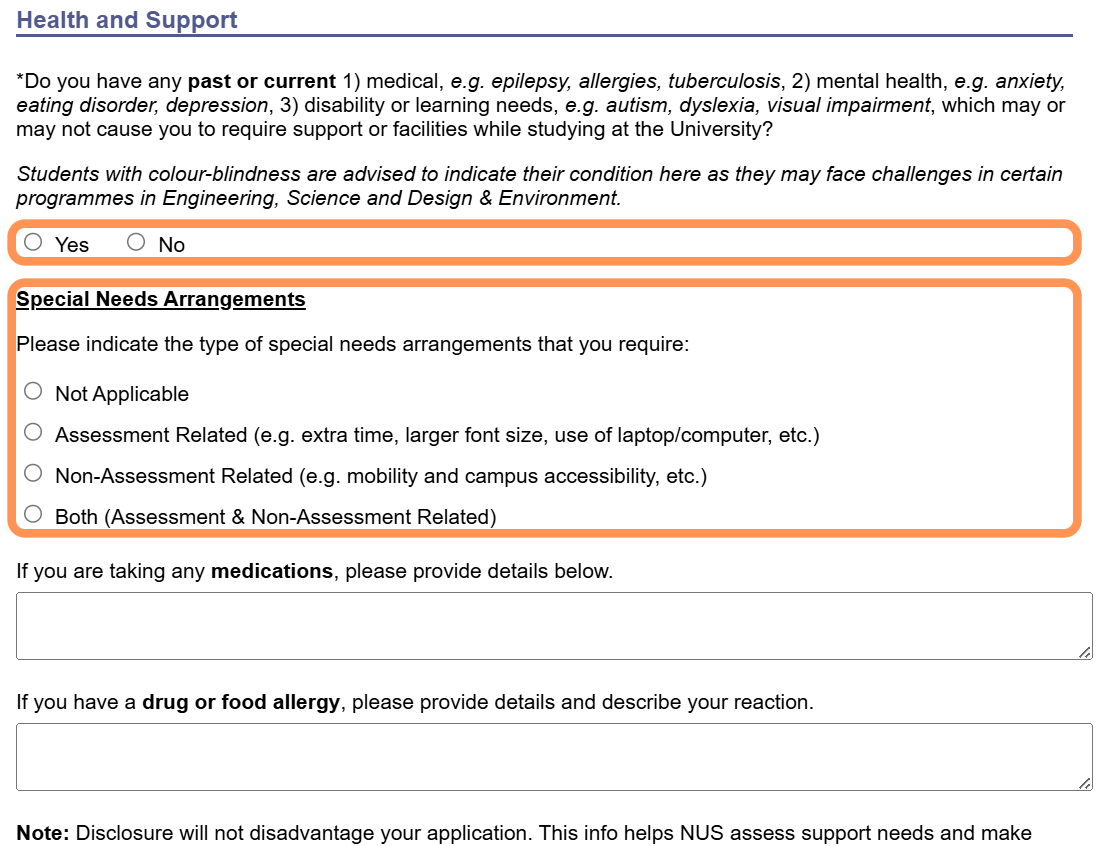 Health and Support
*Do you have any past or current 1) medical, e.g. epilepsy, allergies, tuberculosis, 2) mental health, e.g. anxiety,
eating disorder, depression, 3) disability or learning needs, e.g. autism, dyslexia, visual impairment, which may or
may not cause you to require support or facilities while studying at the University?
Students with colour-blindness are advised to indicate their condition here as they may face challenges in certain
programmes in Engineering, Science and Design & Environment.
Yes No
Special Needs Arrangements
Please indicate the type of special needs arrangements that you require:
Not Applicable
Assessment Related (e.g. extra time, larger font size, use of laptop/computer, etc.)
Non-Assessment Related (e.g. mobility and campus accessibility, etc.)
Both (Assessment & Non-Assessment Related)
If you are taking any medications, please provide details below.
If you have a drug or food allergy, please provide details and describe your reaction.
Note: Disclosure will not disadvantage your application. This info helps NUS assess support needs and make